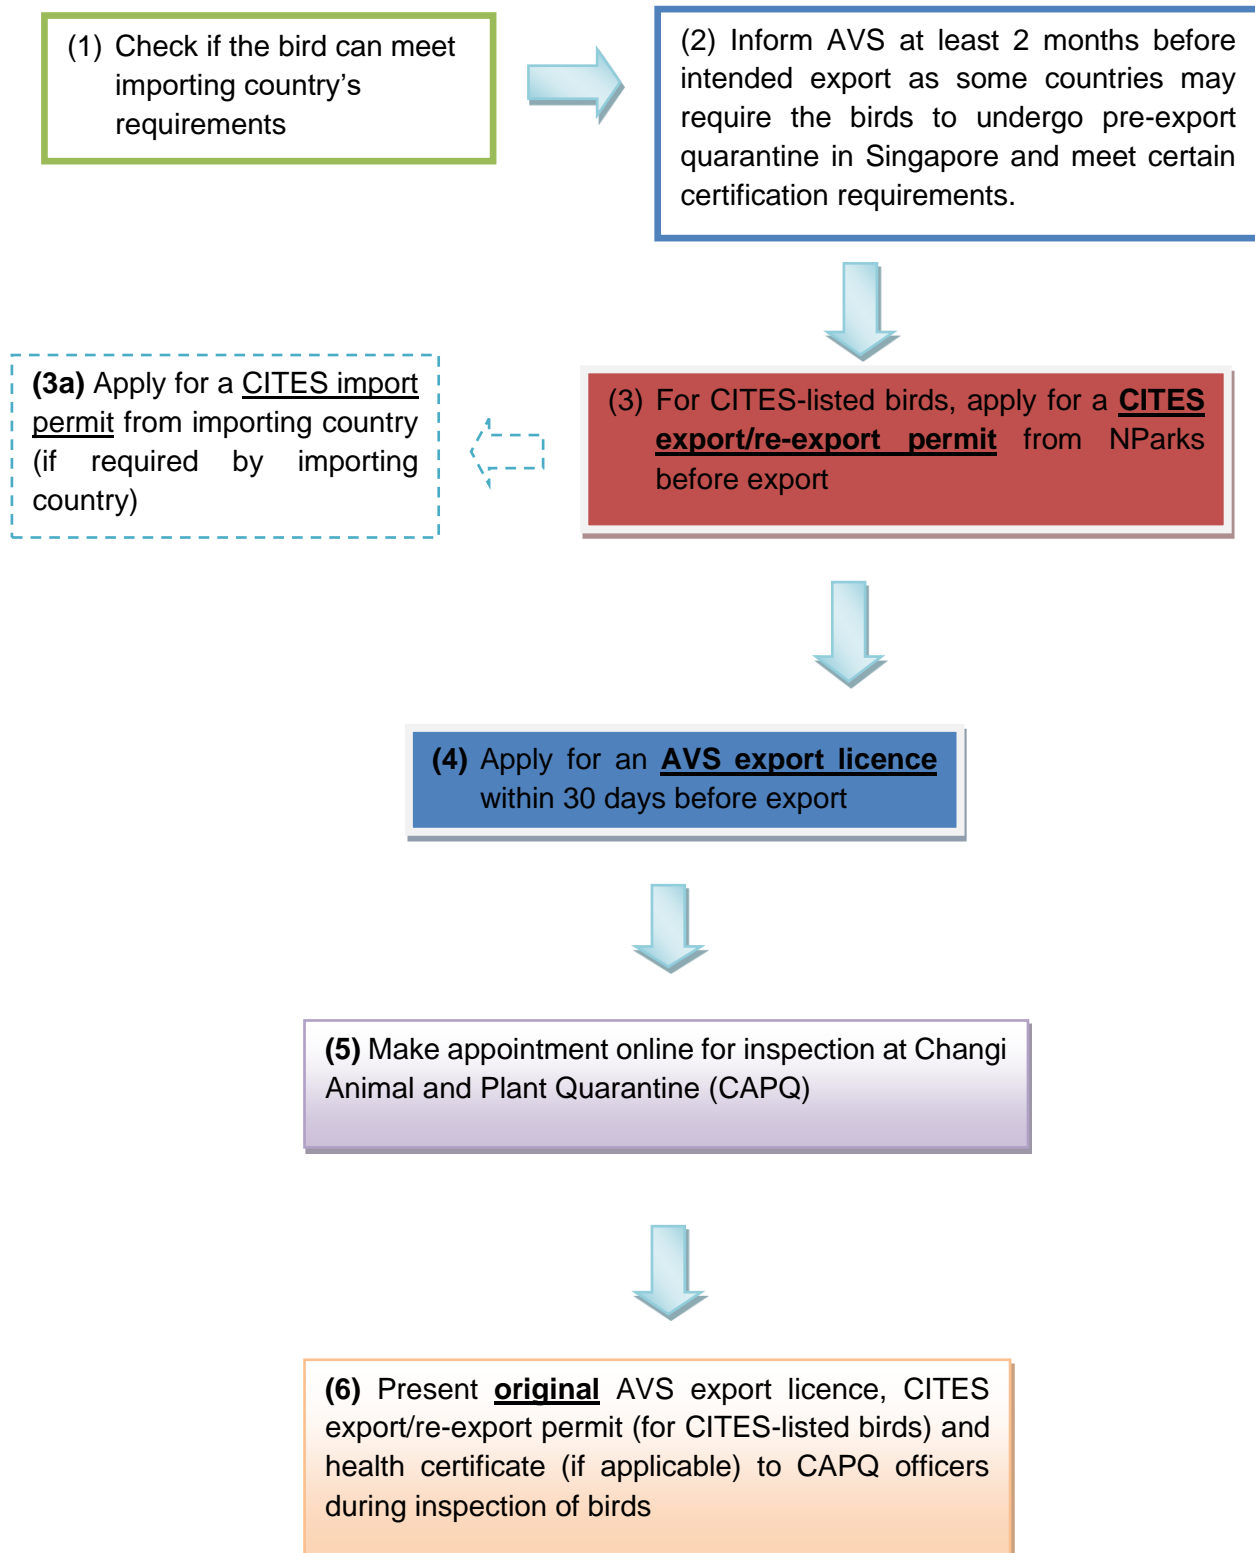 (1) Check if the bird can meet
importing country's
requirements
(2) Inform AVS at least 2 months before
intended export as some countries may
require the birds to undergo pre-export
quarantine in Singapore and meet certain
certification requirements.
(3a) Apply for a CITES import
permit from importing country
(if required by importing
country)
(3) For CITES-listed birds, apply for a CITES
export/re-export permit from NParks
before export
(4) Apply for an AVS export licence
within 30 days before export
(5) Make appointment online for inspection at Changi
Animal and Plant Quarantine (CAPQ)
(6) Present original AVS export licence, CITES
export/re-export permit (for CITES-listed birds) and
health certificate (if applicable) to CAPQ officers
during inspection of birds